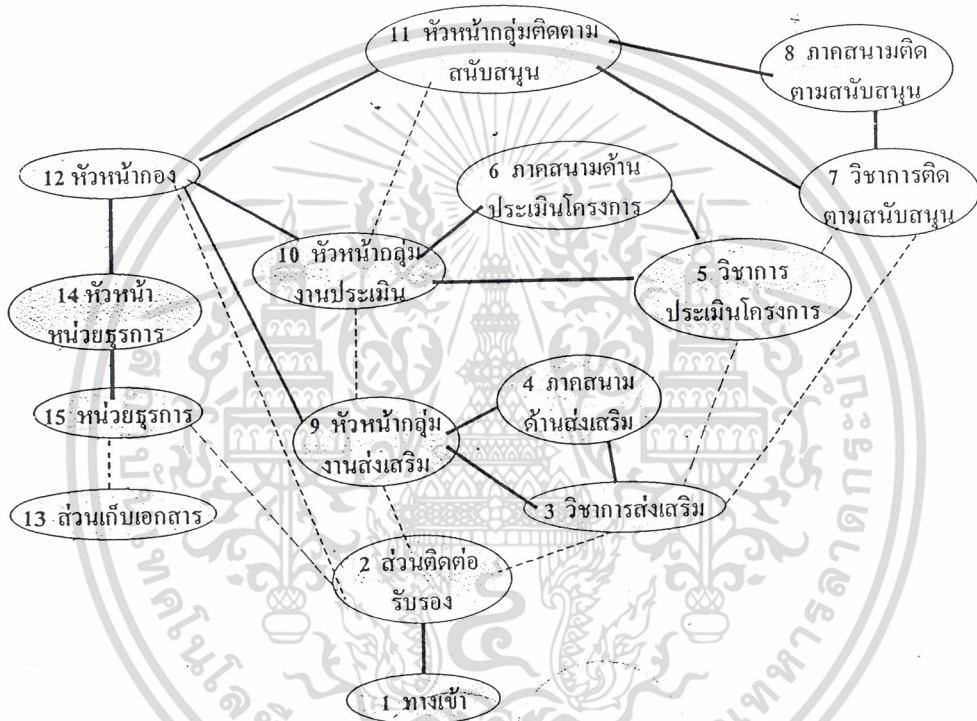 11 หัวหน้ากลุ่มติดตาม
สนับสนุน
8 ภาคสนามติด
ตามสนับสนุน
12 หัวหน้ากอง
6 ภาคสนามด้าน
ประเมินโครงการ
7 วิชาการติด
ตามสนับสนุน
10 หัวหน้ากลุ่ม
งานประเมิน
5 วิชาการ
ประเมินโครงการ
14 หัวหน้า
หน่วยธุรการ
4 ภาคสนาม
ด้านส่งเสริม
15 หน่วยธุรการ
9 หัวหน้ากลุ่ม
งานส่งเสริม
13 ส่วนเก็บเอกสาร
3 วิชาการส่งเสริม
2 ส่วนติดต่อ
รับรอง
1 ทางเข้า